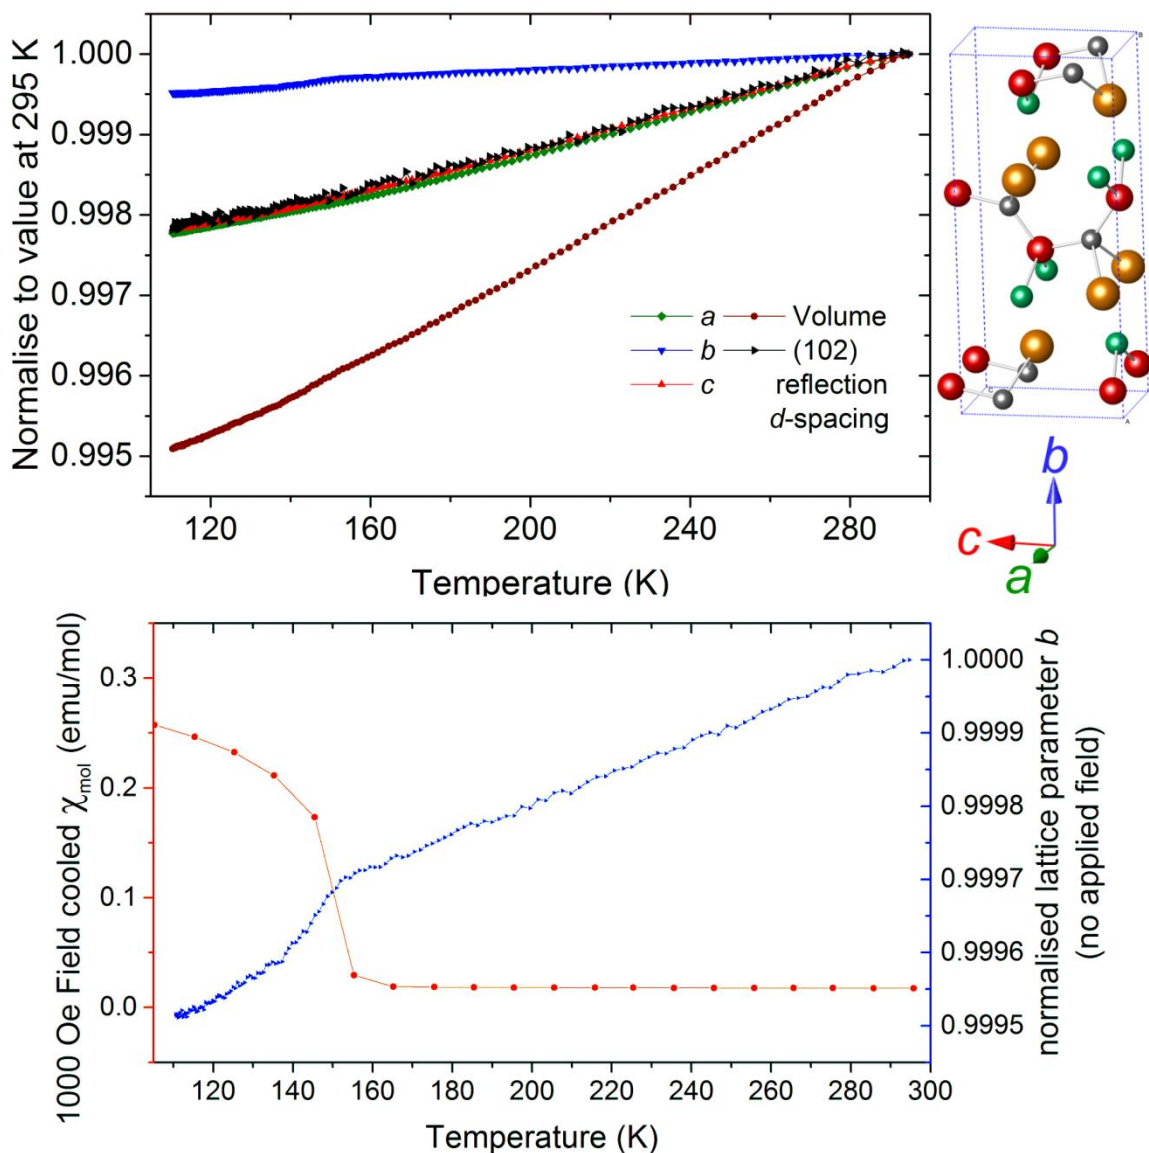 Normalise to value at 295 K
1.000
0.999
0.998
0.997
0.996
0.995
a Volume
b (102)
c reflection
d-spacing
120 160 200 240 280
Temperature (K)
B
C
A
b
c
a
1000 Oe Field cooled χmol (emu/mol)
0.3
0.2
0.1
0.0
1.0000
0.9999
0.9998
0.9997
0.9996
0.9995
normalised lattice parameter b
(no applied field)
120 140 160 180 200 220 240 260 280 300
Temperature (K)